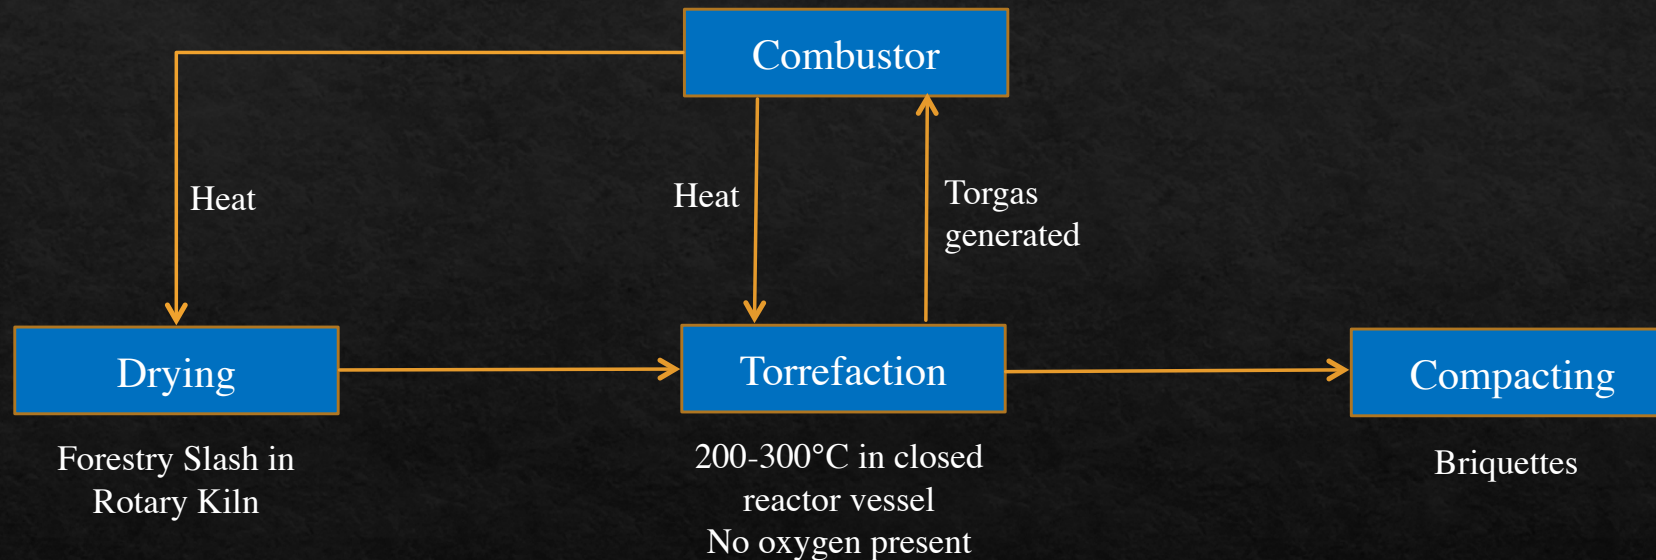 Combustor
Heat
Heat
Torgas
generated
Drying
Torrefaction
Compacting
Forestry Slash in
Rotary Kiln
200-300°C in closed
reactor vessel
No oxygen present
Briquettes